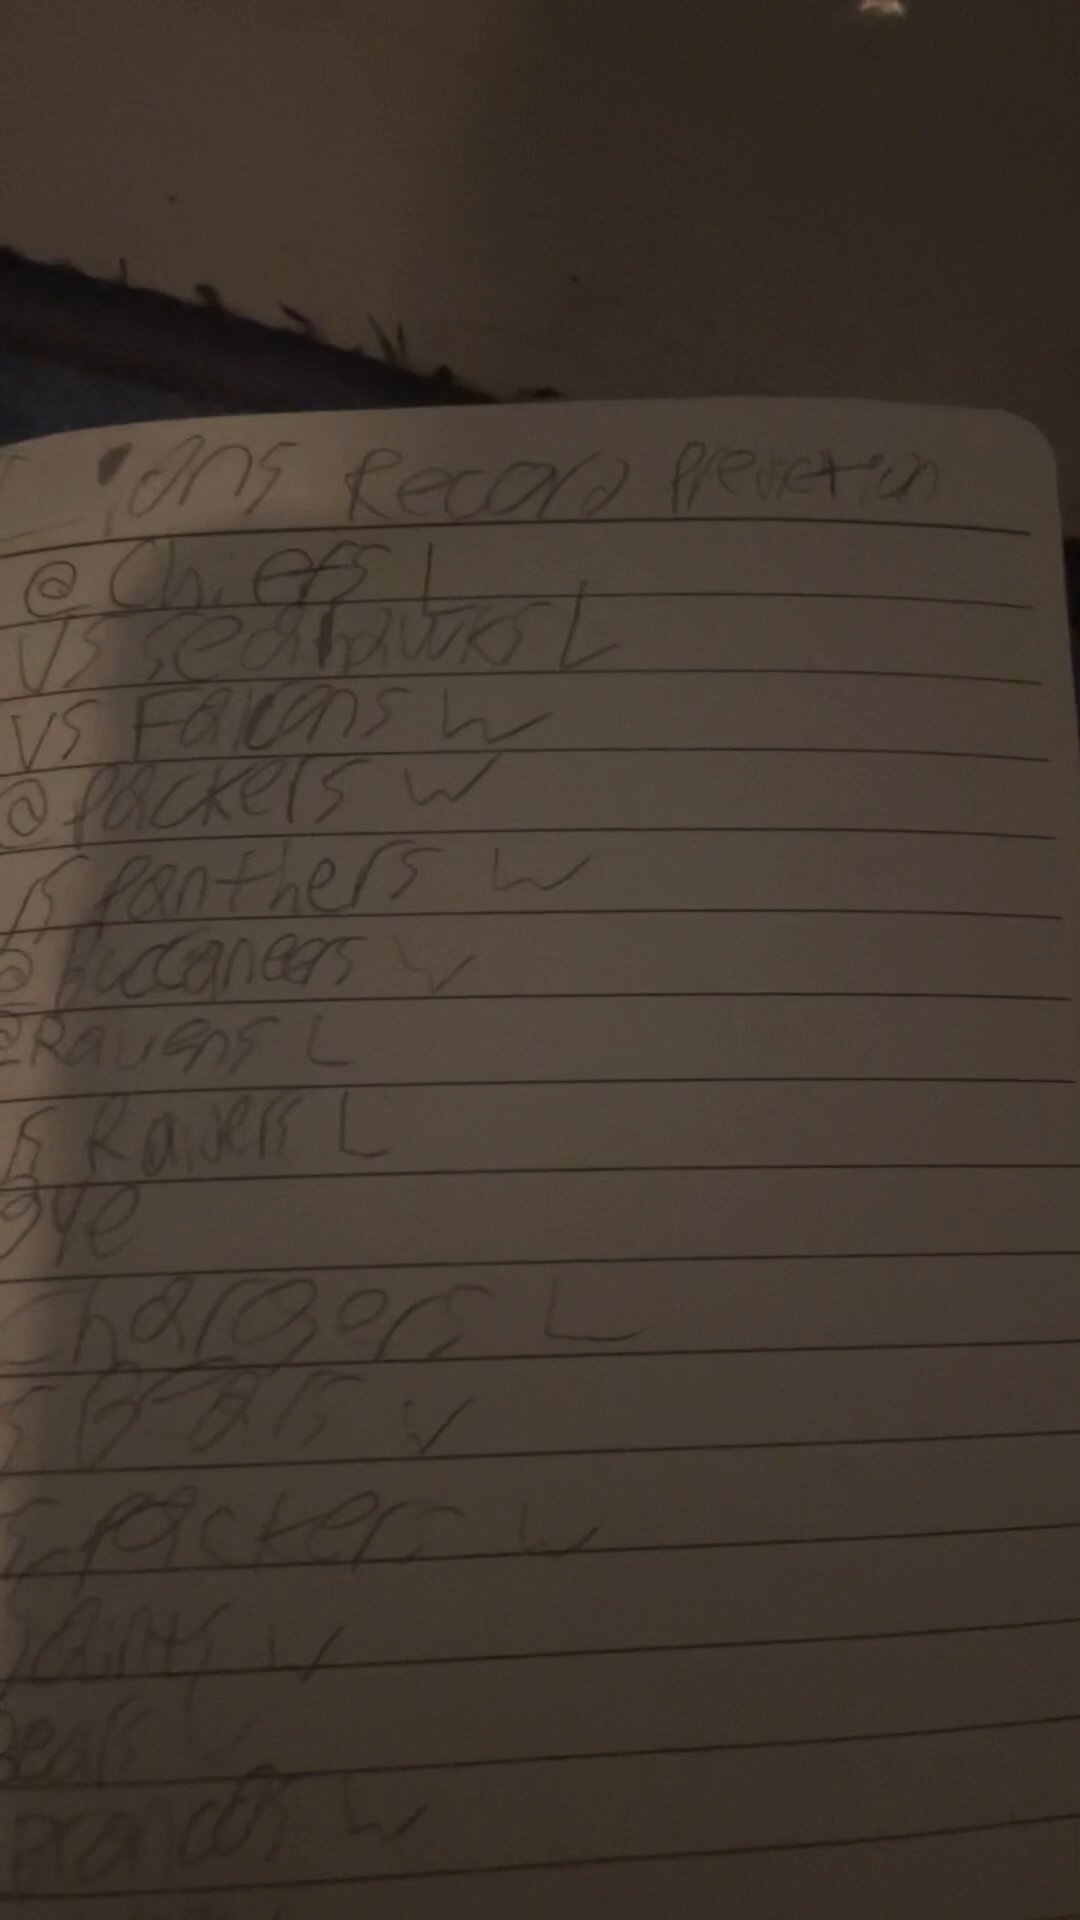 Lions Record Prediction
@ Chiefs L
VS Seahawks L
VS Falcons W
@ Packers W
VS Panthers W
@ Buccaneers W
@ Ravens L
VS Raiders L
Bye
Chargers L
S Bears W
S Packers W
Saints W
Bears L
Broncos W